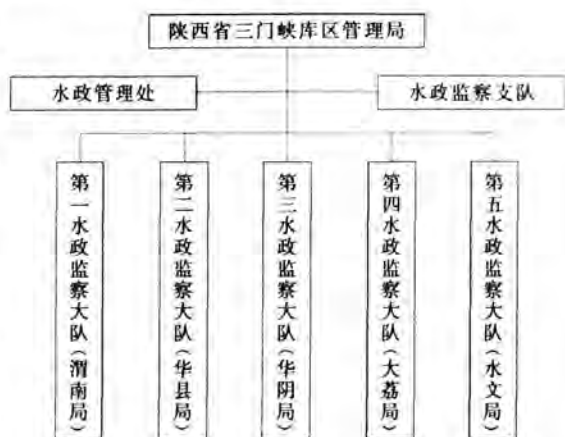 陕西省三门峡库区管理局
水政管理处
水政监察支队
第一水政监察大队(渭南局)
第二水政监察大队(华县局)
第三水政监察大队(华阴局)
第四水政监察大队(大荔局)
第五水政监察大队(水文局)